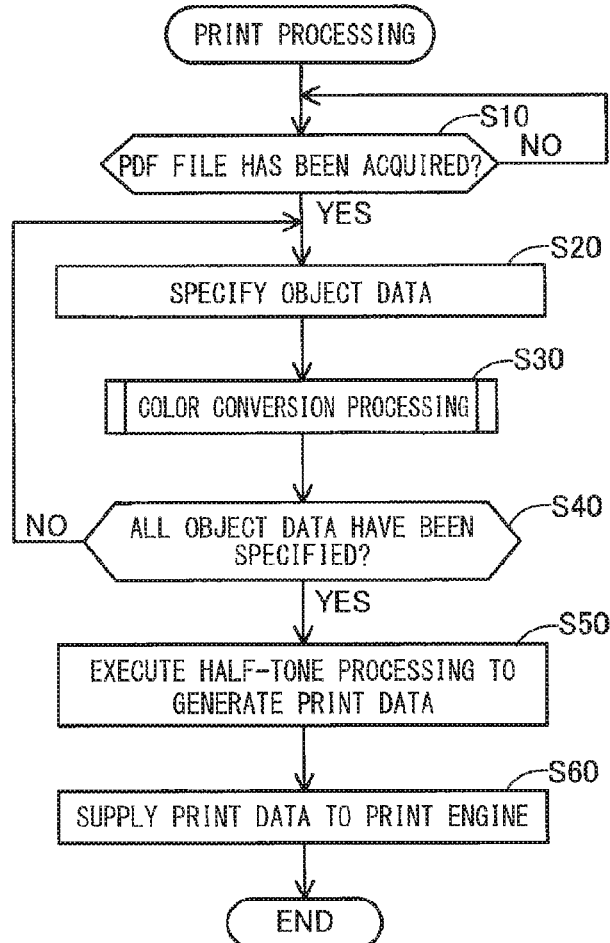 PRINT PROCESSING
S10
PDF FILE HAS BEEN ACQUIRED?
NO
YES
S20
SPECIFY OBJECT DATA
S30
COLOR CONVERSION PROCESSING
S40
NO
ALL OBJECT DATA HAVE BEEN
SPECIFIED?
YES
S50
EXECUTE HALF-TONE PROCESSING TO
GENERATE PRINT DATA
S60
SUPPLY PRINT DATA TO PRINT ENGINE
END